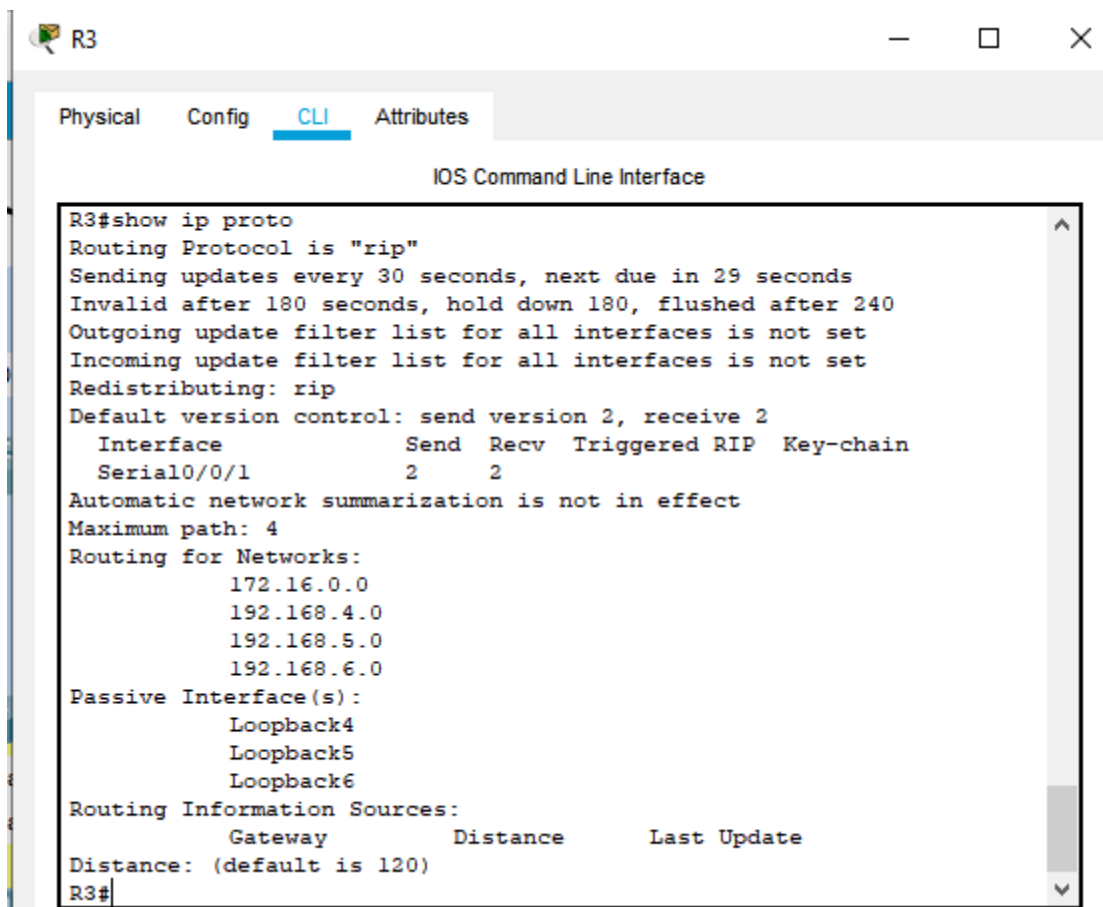 R3
Physical Config CLI Attributes
IOS Command Line Interface
R3#show ip proto
Routing Protocol is "rip"
Sending updates every 30 seconds, next due in 29 seconds
Invalid after 180 seconds, hold down 180, flushed after 240
Outgoing update filter list for all interfaces is not set
Incoming update filter list for all interfaces is not set
Redistributing: rip
Default version control: send version 2, receive 2
Interface Send Recv Triggered RIP Key-chain
Serial0/0/1 2 2
Automatic network summarization is not in effect
Maximum path: 4
Routing for Networks:
172.16.0.0
192.168.4.0
192.168.5.0
192.168.6.0
Passive Interface(s):
Loopback4
Loopback5
Loopback6
Routing Information Sources:
Gateway Distance Last Update
Distance: (default is 120)
R3#